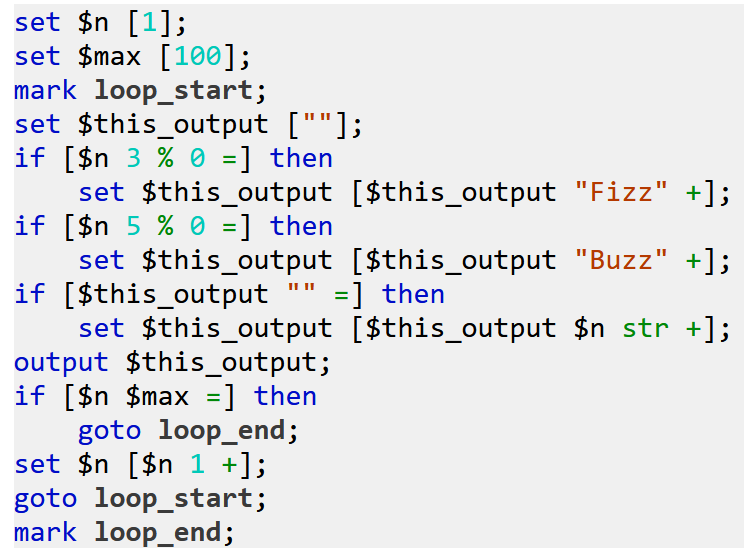 set $n [1];
set $max [100];
mark loop_start;
set $this_output [""];
if [$n 3 % 0 =] then
    set $this_output [$this_output "Fizz" +];
if [$n 5 % 0 =] then
    set $this_output [$this_output "Buzz" +];
if [$this_output "" =] then
    set $this_output [$this_output $n str +];
output $this_output;
if [$n $max =] then
    goto loop_end;
set $n [$n 1 +];
goto loop_start;
mark loop_end;